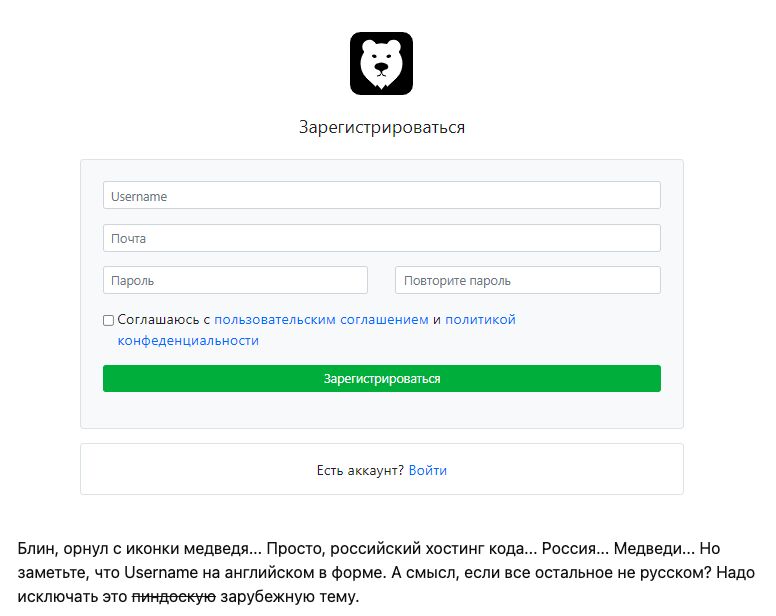 Зарегистрироваться
Username
Почта
Пароль
Повторите пароль
Соглашаюсь с пользовательским соглашением и политикой
конфеденциальности
Зарегистрироваться
Есть аккаунт? Войти
Блин, орнул с иконки медведя... Просто, российский хостинг кода... Россия... Медведи... Но
заметьте, что Username на английском в форме. А смысл, если все остальное не русском? Надо
исключать это пиндоскую зарубежную тему.